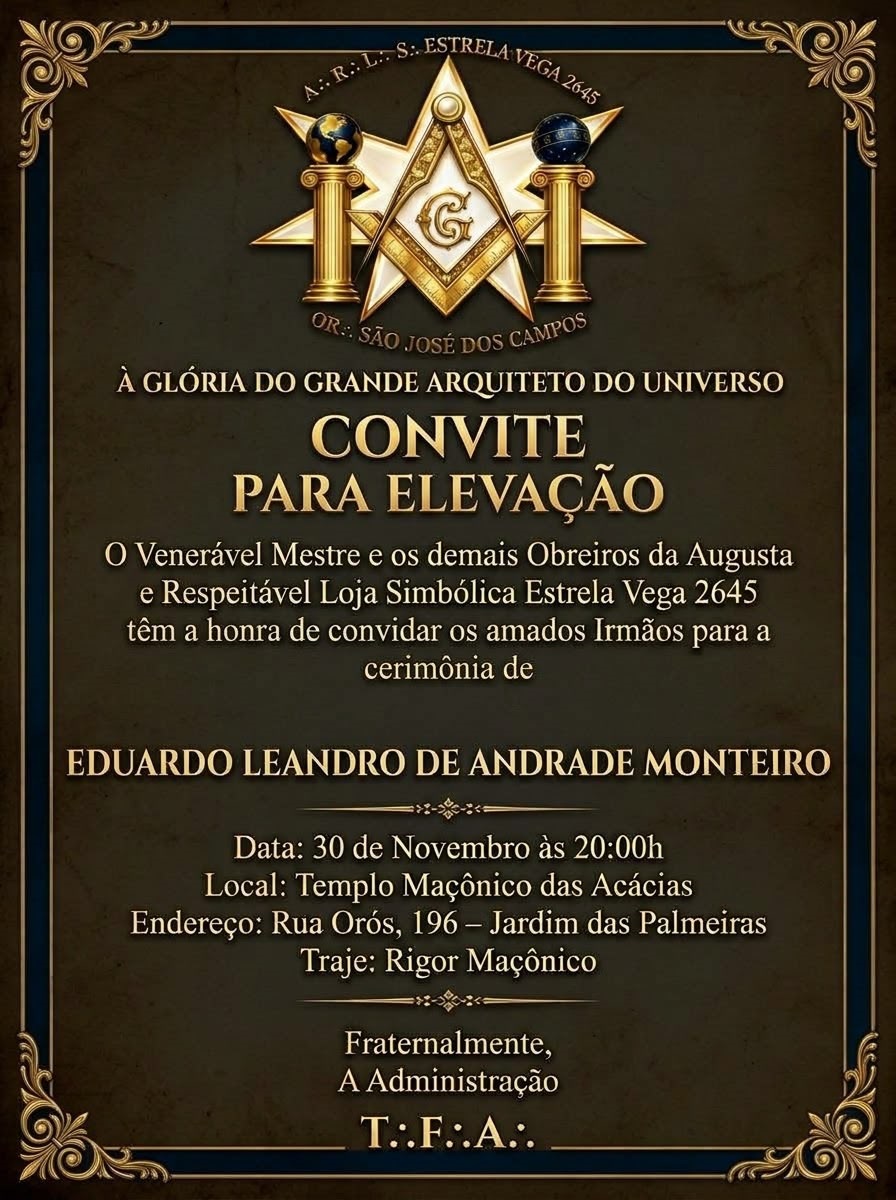 A∴ R∴ L∴ S∴ ESTRELA VEGA 2645
G
OR∴ SÃO JOSÉ DOS CAMPOS
À GLÓRIA DO GRANDE ARQUITETO DO UNIVERSO
CONVITE
PARA ELEVAÇÃO
O Venerável Mestre e os demais Obreiros da Augusta
e Respeitável Loja Simbólica Estrela Vega 2645
têm a honra de convidar os amados Irmãos para a
cerimônia de
EDUARDO LEANDRO DE ANDRADE MONTEIRO
Data: 30 de Novembro às 20:00h
Local: Templo Maçônico das Acácias
Endereço: Rua Orós, 196 – Jardim das Palmeiras
Traje: Rigor Maçônico
Fraternalmente,
A Administração
T∴F∴A∴